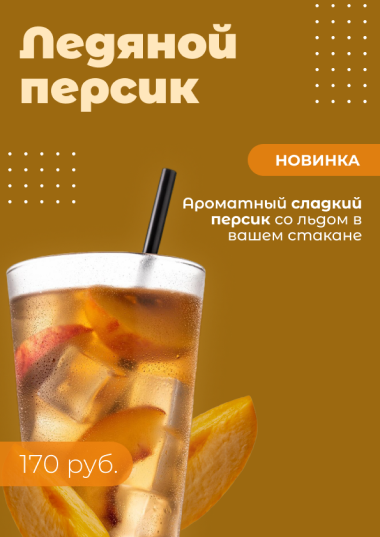 Ледяной
персик
НОВИНКА
Ароматный сладкий
персик со льдом в
вашем стакане
170 руб.